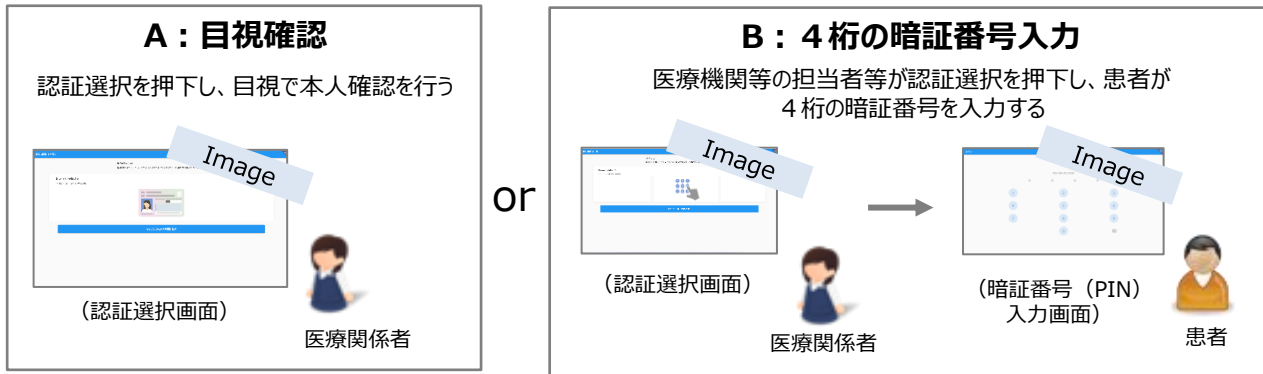 A：目視確認
認証選択を押下し、目視で本人確認を行う
Image
（認証選択画面）
医療関係者
or
B：４桁の暗証番号入力
医療機関等の担当者等が認証選択を押下し、患者が
４桁の暗証番号を入力する
Image
（認証選択画面）
医療関係者
Image
（暗証番号（PIN）
入力画面）
患者